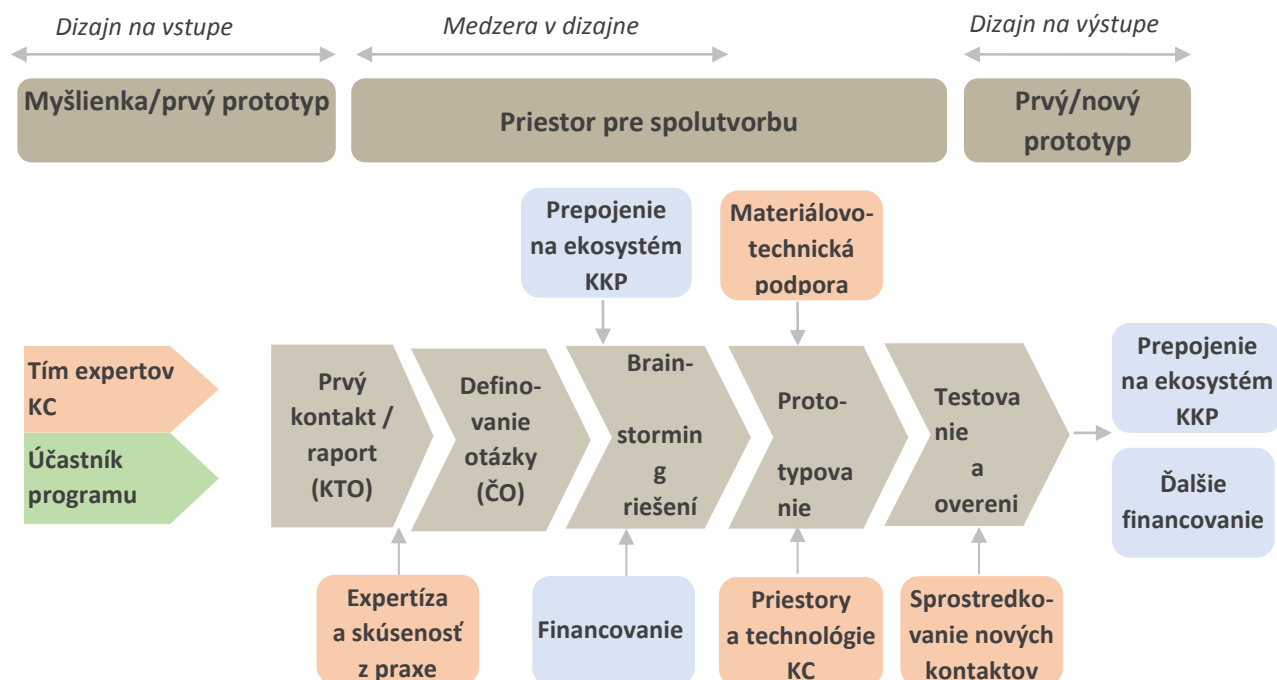 Dizajn na vstupe
Medzera v dizajne
Dizajn na výstupe
Myšlienka/prvý prototyp
Priestor pre spolutvorbu
Prvý/nový
prototyp
Prepojenie
na ekosystém
KKP
Materiálovo-
technická
podpora
Tím expertov
KC
Účastník
programu
Prvý
kontakt /
raport
(KTO)
Defino-
vanie
otázky
(ČO)
Brain-
stormin
g
riešení
Proto-
typova
nie
Testova
nie
a
overeni
Prepojenie
na ekosystém
KKP
Ďalšie
financovanie
Expertíza
a skúsenosť
z praxe
Financovanie
Priestory
a technológie
KC
Sprostredko-
vanie nových
kontaktov